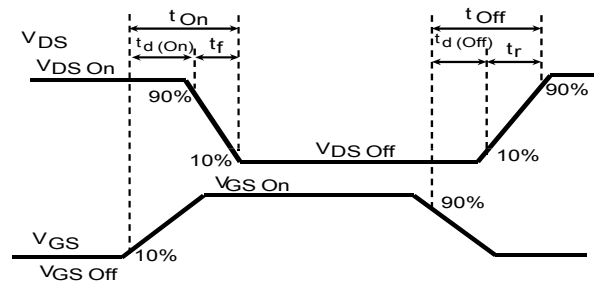 t On
t Off
V DS
t d (On)
t f
t d (Off)
t r
V DS On
90%
90%
10%
V DS Off
10%
V GS On
90%
V GS
10%
V GS Off